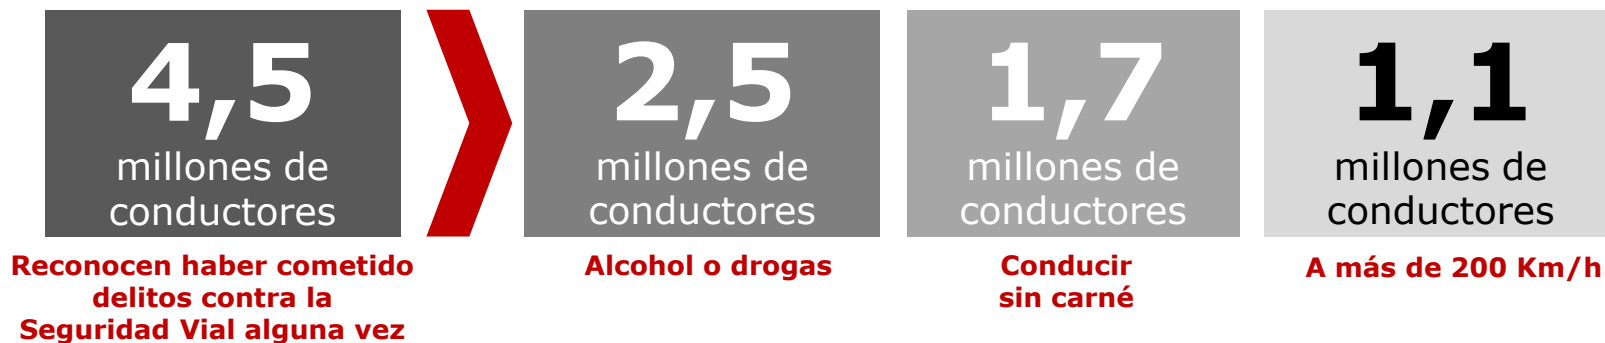 4,5
millones de
conductores
Reconocen haber cometido
delitos contra la
Seguridad Vial alguna vez
2,5
millones de
conductores
Alcohol o drogas
1,7
millones de
conductores
Conducir
sin carné
1,1
millones de
conductores
A más de 200 Km/h